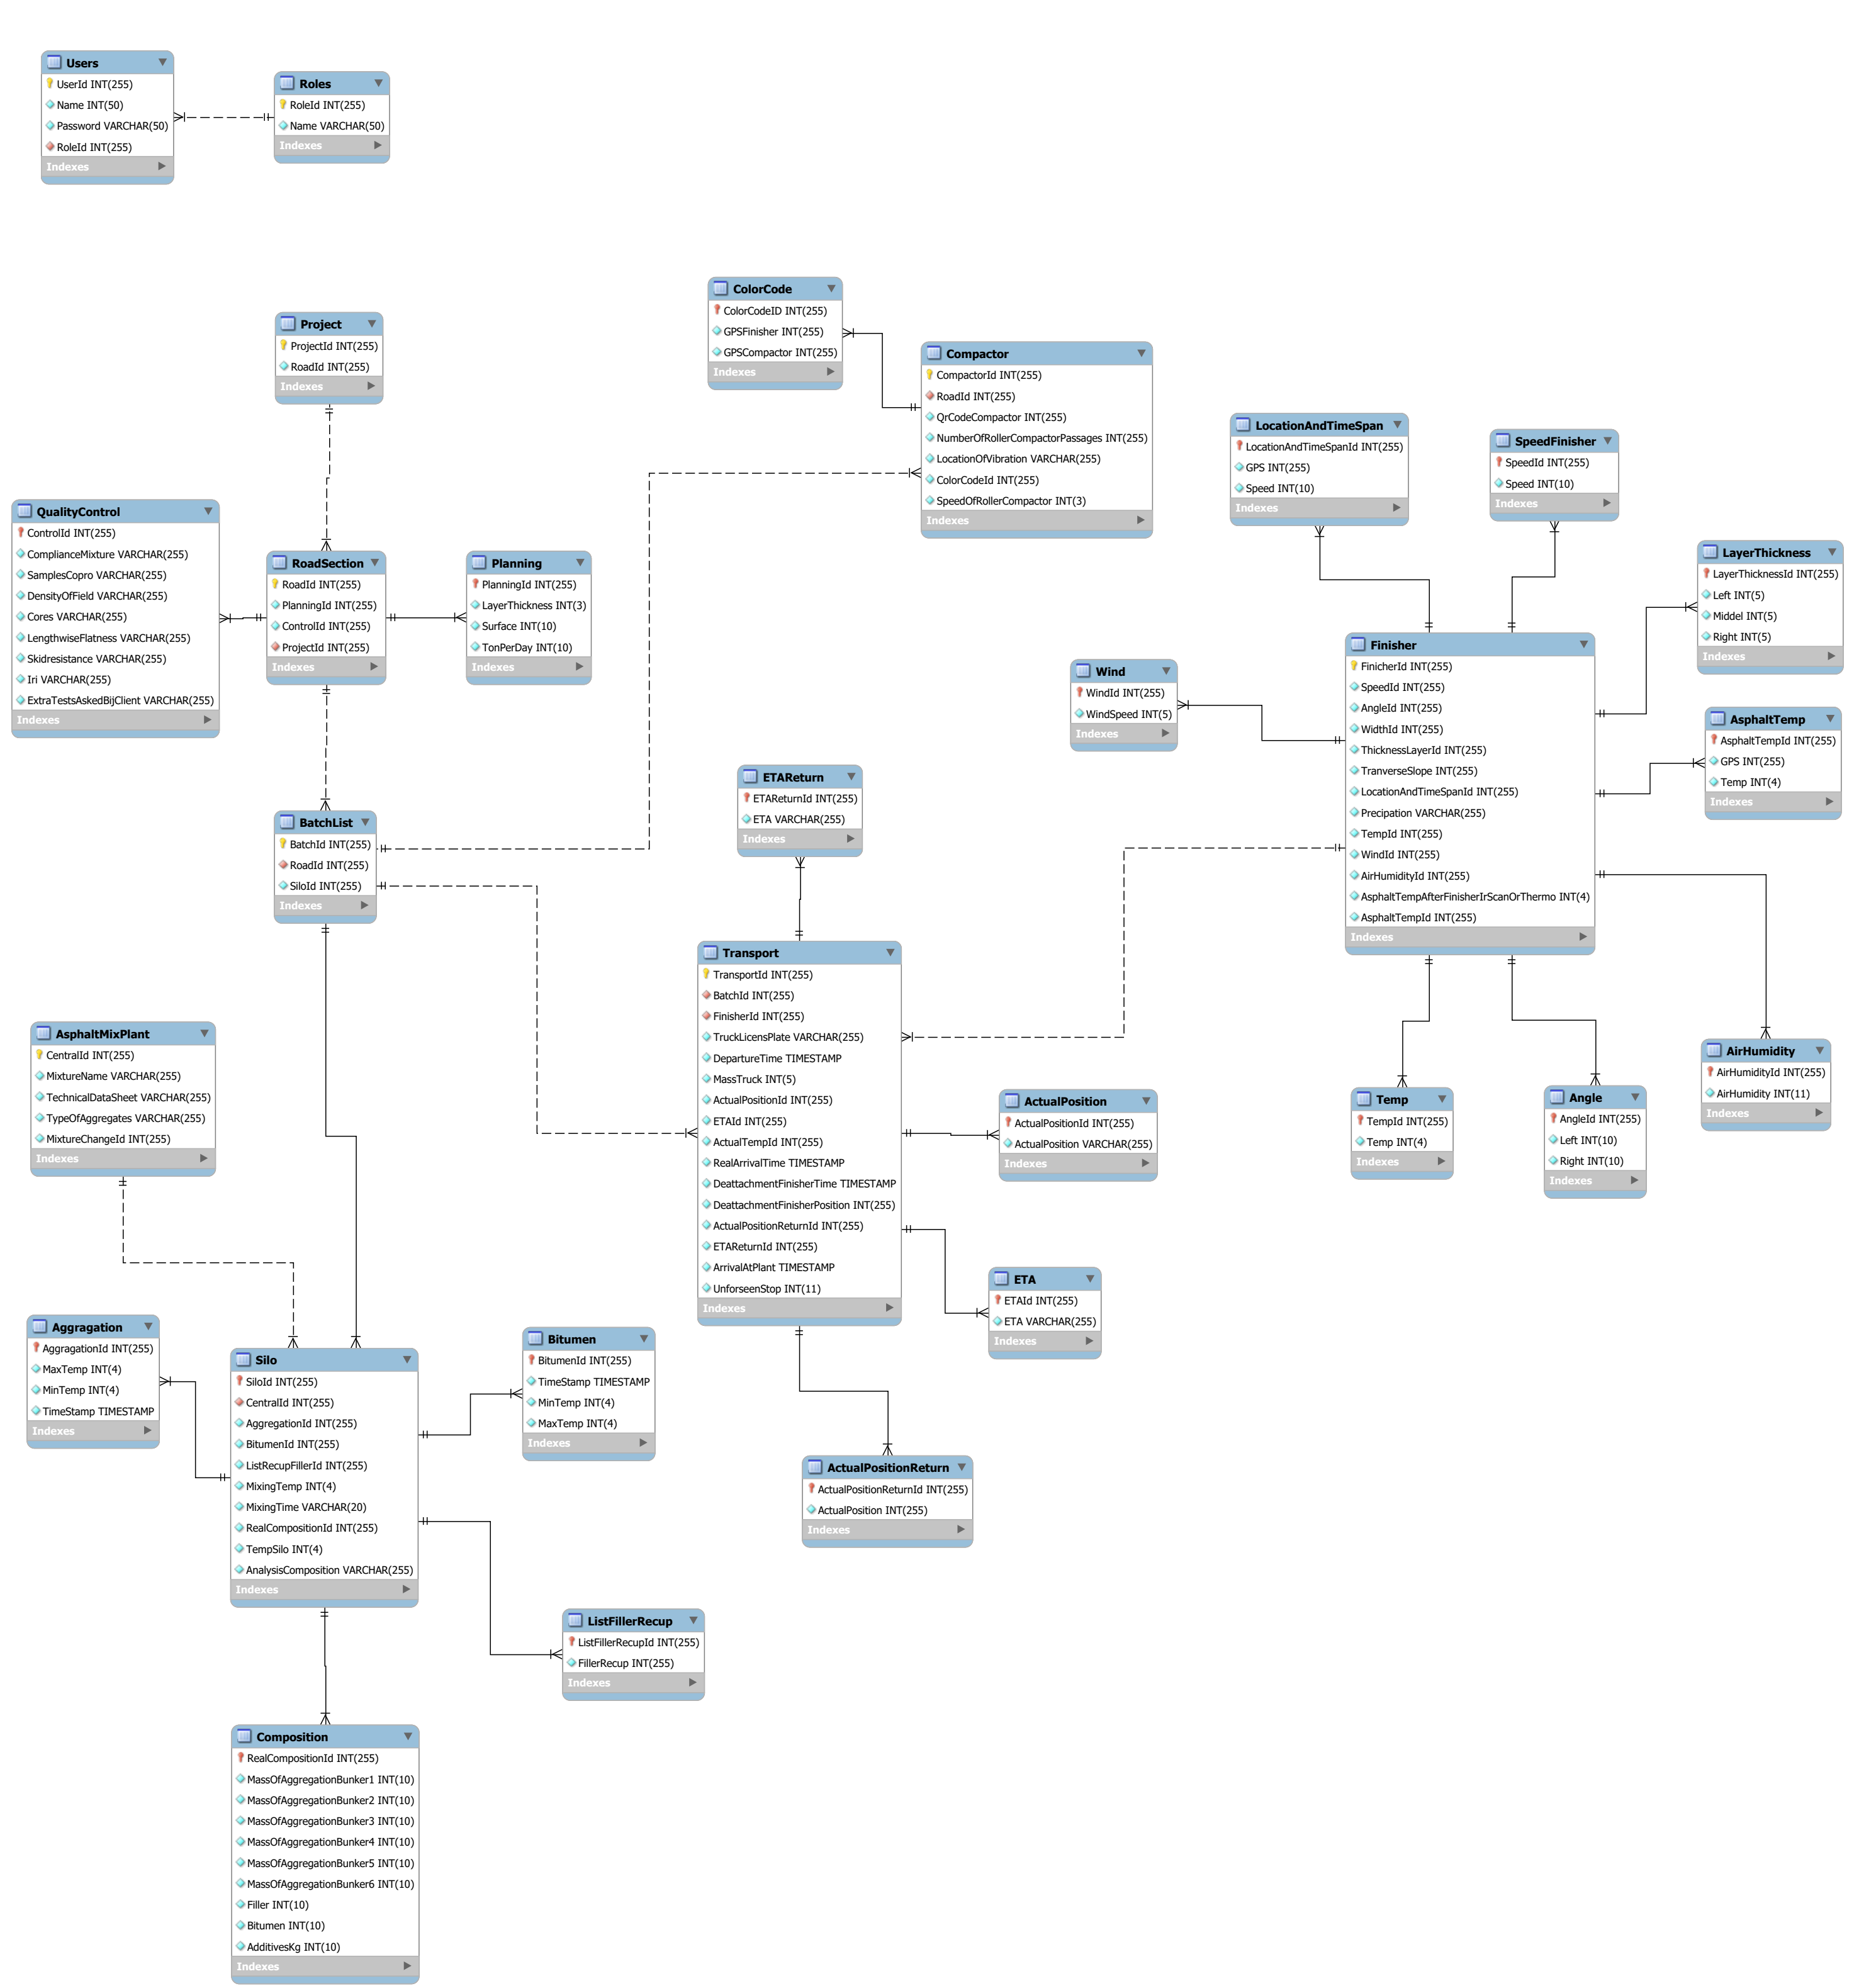 Users
UserId INT(255)
Name INT(50)
Password VARCHAR(50)
RoleId INT(255)
Indexes
Roles
RoleId INT(255)
Name VARCHAR(50)
Indexes
Project
ProjectId INT(255)
RoadId INT(255)
Indexes
ColorCode
ColorCodeID INT(255)
GPSFinisher INT(255)
GPSCompactor INT(255)
Indexes
Compactor
CompactorId INT(255)
RoadId INT(255)
QrCodeCompactor INT(255)
NumberOfRollerCompactorPassages INT(255)
LocationOfVibration VARCHAR(255)
ColorCodeId INT(255)
SpeedOfRollerCompactor INT(3)
Indexes
LocationAndTimeSpan
LocationAndTimeSpanId INT(255)
GPS INT(255)
Speed INT(10)
Indexes
SpeedFinisher
SpeedId INT(255)
Speed INT(10)
Indexes
QualityControl
ControlId INT(255)
ComplianceMixture VARCHAR(255)
SamplesCopro VARCHAR(255)
DensityOfField VARCHAR(255)
Cores VARCHAR(255)
LengthwiseFlatness VARCHAR(255)
Skidresistance VARCHAR(255)
Iri VARCHAR(255)
ExtraTestsAskedBijClient VARCHAR(255)
Indexes
RoadSection
RoadId INT(255)
PlanningId INT(255)
ControlId INT(255)
ProjectId INT(255)
Indexes
Planning
PlanningId INT(255)
LayerThickness INT(3)
Surface INT(10)
TonPerDay INT(10)
Indexes
LayerThickness
LayerThicknessId INT(255)
Left INT(5)
Middel INT(5)
Right INT(5)
Indexes
Finisher
FinicherId INT(255)
SpeedId INT(255)
AngleId INT(255)
WidthId INT(255)
ThicknessLayerId INT(255)
TranverseSlope INT(255)
LocationAndTimeSpanId INT(255)
Precipation VARCHAR(255)
TempId INT(255)
WindId INT(255)
AirHumidityId INT(255)
AsphaltTempAfterFinisherIrScanOrThermo INT(4)
AsphaltTempId INT(255)
Indexes
Wind
WindId INT(255)
WindSpeed INT(5)
Indexes
AsphaltTemp
AsphaltTempId INT(255)
GPS INT(255)
Temp INT(4)
Indexes
ETAReturn
ETAReturnId INT(255)
ETA VARCHAR(255)
Indexes
BatchList
BatchId INT(255)
RoadId INT(255)
SiloId INT(255)
Indexes
Transport
TransportId INT(255)
BatchId INT(255)
FinisherId INT(255)
TruckLicensPlate VARCHAR(255)
DepartureTime TIMESTAMP
MassTruck INT(5)
ActualPositionId INT(255)
ETAId INT(255)
ActualTempId INT(255)
RealArrivalTime TIMESTAMP
DeattachmentFinisherTime TIMESTAMP
DeattachmentFinisherPosition INT(255)
ActualPositionReturnId INT(255)
ETAReturnId INT(255)
ArrivalAtPlant TIMESTAMP
UnforseenStop INT(11)
Indexes
AsphaltMixPlant
CentralId INT(255)
MixtureName VARCHAR(255)
TechnicalDataSheet VARCHAR(255)
TypeOfAggregates VARCHAR(255)
MixtureChangeId INT(255)
Indexes
AirHumidity
AirHumidityId INT(255)
AirHumidity INT(11)
Indexes
Temp
TempId INT(255)
Temp INT(4)
Indexes
Angle
AngleId INT(255)
Left INT(10)
Right INT(10)
Indexes
ActualPosition
ActualPositionId INT(255)
ActualPosition VARCHAR(255)
Indexes
ETA
ETAId INT(255)
ETA VARCHAR(255)
Indexes
Aggragation
AggragationId INT(255)
MaxTemp INT(4)
MinTemp INT(4)
TimeStamp TIMESTAMP
Indexes
Silo
SiloId INT(255)
CentralId INT(255)
AggregationId INT(255)
BitumenId INT(255)
ListRecupFillerId INT(255)
MixingTemp INT(4)
MixingTime VARCHAR(20)
RealCompositionId INT(255)
TempSilo INT(4)
AnalysisComposition VARCHAR(255)
Indexes
Bitumen
BitumenId INT(255)
TimeStamp TIMESTAMP
MinTemp INT(4)
MaxTemp INT(4)
Indexes
ActualPositionReturn
ActualPositionReturnId INT(255)
ActualPosition INT(255)
Indexes
ListFillerRecup
ListFillerRecupId INT(255)
FillerRecup INT(255)
Indexes
Composition
RealCompositionId INT(255)
MassOfAggregationBunker1 INT(10)
MassOfAggregationBunker2 INT(10)
MassOfAggregationBunker3 INT(10)
MassOfAggregationBunker4 INT(10)
MassOfAggregationBunker5 INT(10)
MassOfAggregationBunker6 INT(10)
Filler INT(10)
Bitumen INT(10)
AdditivesKg INT(10)
Indexes